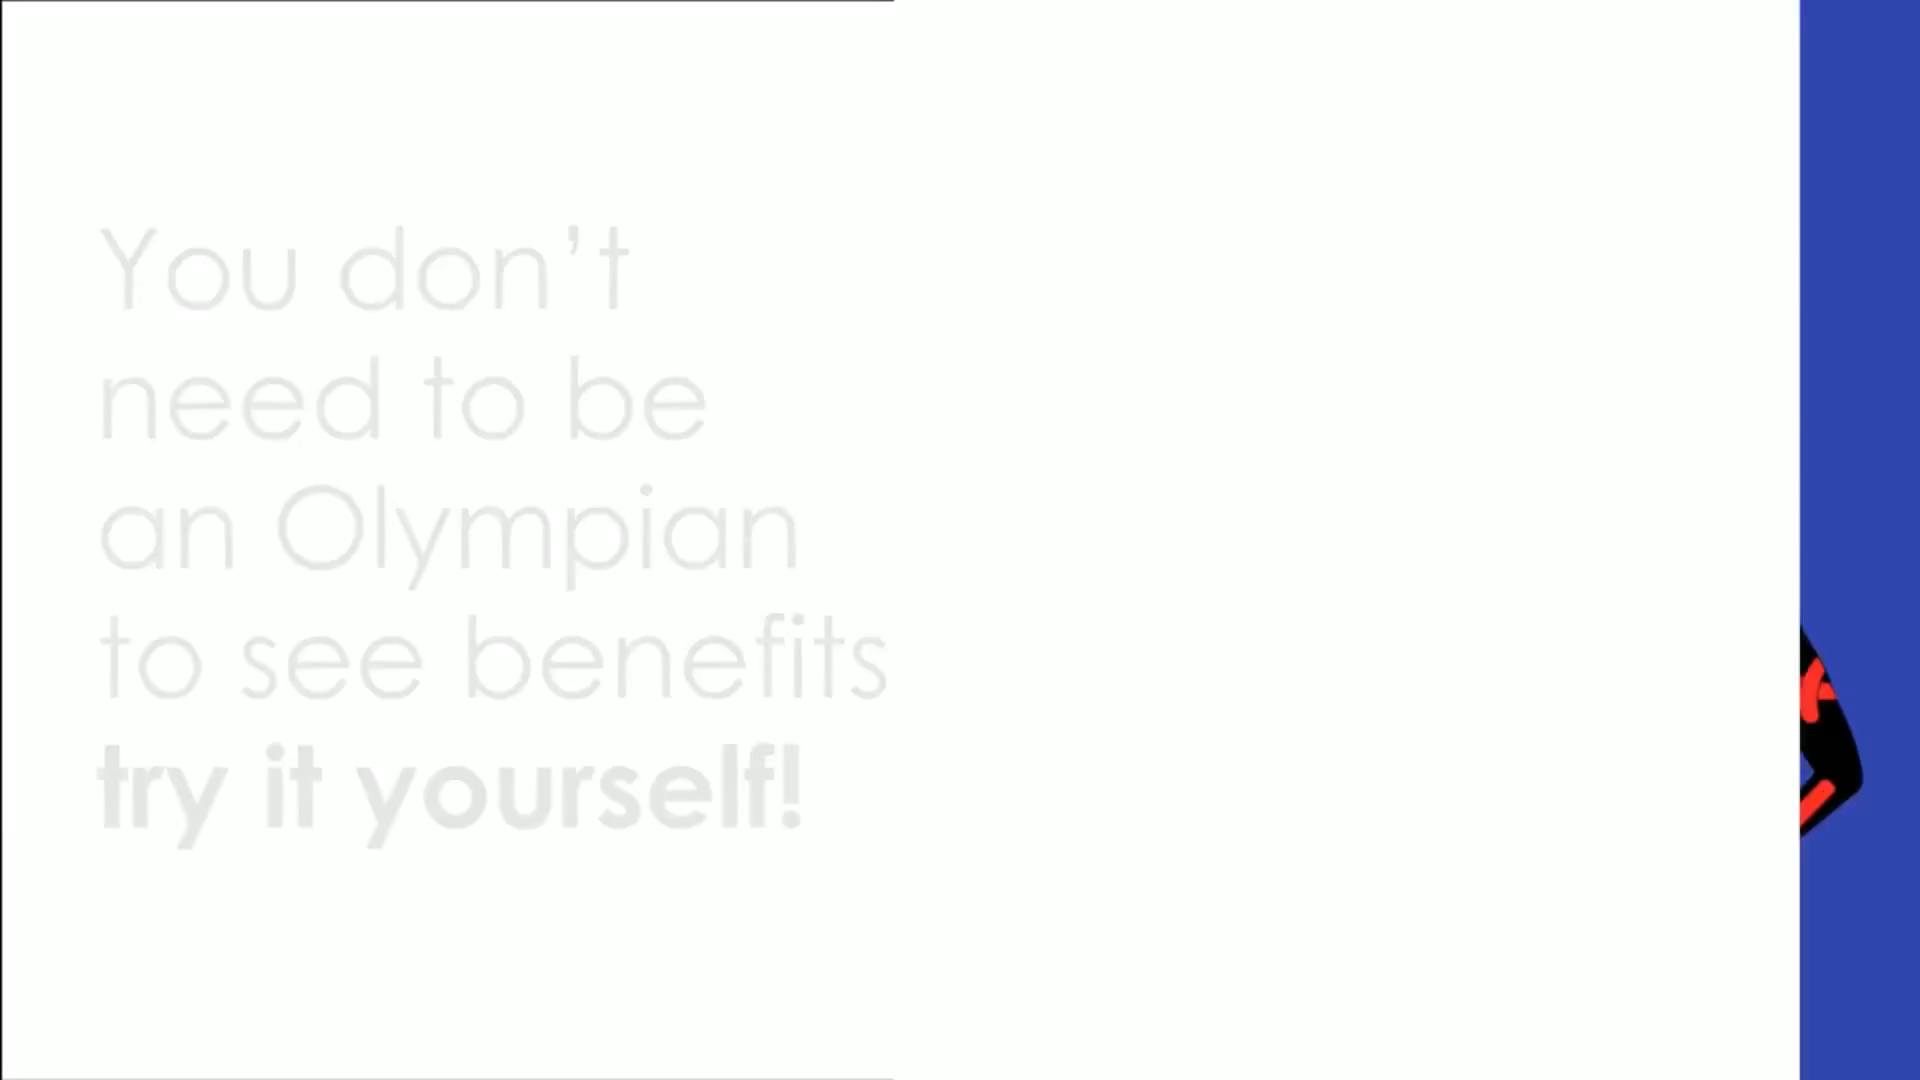 You don’t
need to be
an Olympian
to see benefits
try it yourself!